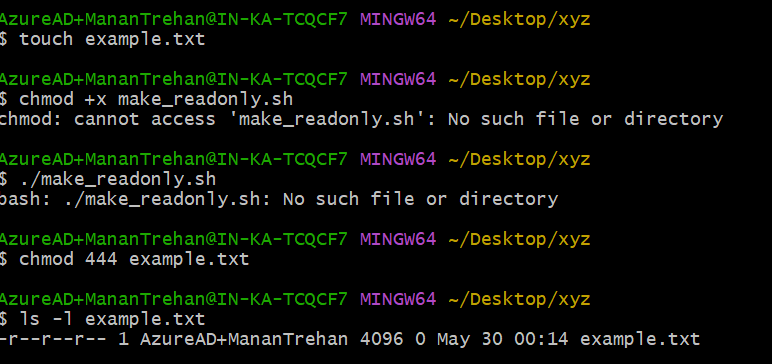 AzureAD+MananTrehan@IN-KA-TCQCF7 MINGW64 ~/Desktop/xyz
$ touch example.txt
AzureAD+MananTrehan@IN-KA-TCQCF7 MINGW64 ~/Desktop/xyz
$ chmod +x make_readonly.sh
chmod: cannot access 'make_readonly.sh': No such file or directory
AzureAD+MananTrehan@IN-KA-TCQCF7 MINGW64 ~/Desktop/xyz
$ ./make_readonly.sh
bash: ./make_readonly.sh: No such file or directory
AzureAD+MananTrehan@IN-KA-TCQCF7 MINGW64 ~/Desktop/xyz
$ chmod 444 example.txt
AzureAD+MananTrehan@IN-KA-TCQCF7 MINGW64 ~/Desktop/xyz
$ ls -l example.txt
-r--r--r-- 1 AzureAD+MananTrehan 4096 0 May 30 00:14 example.txt